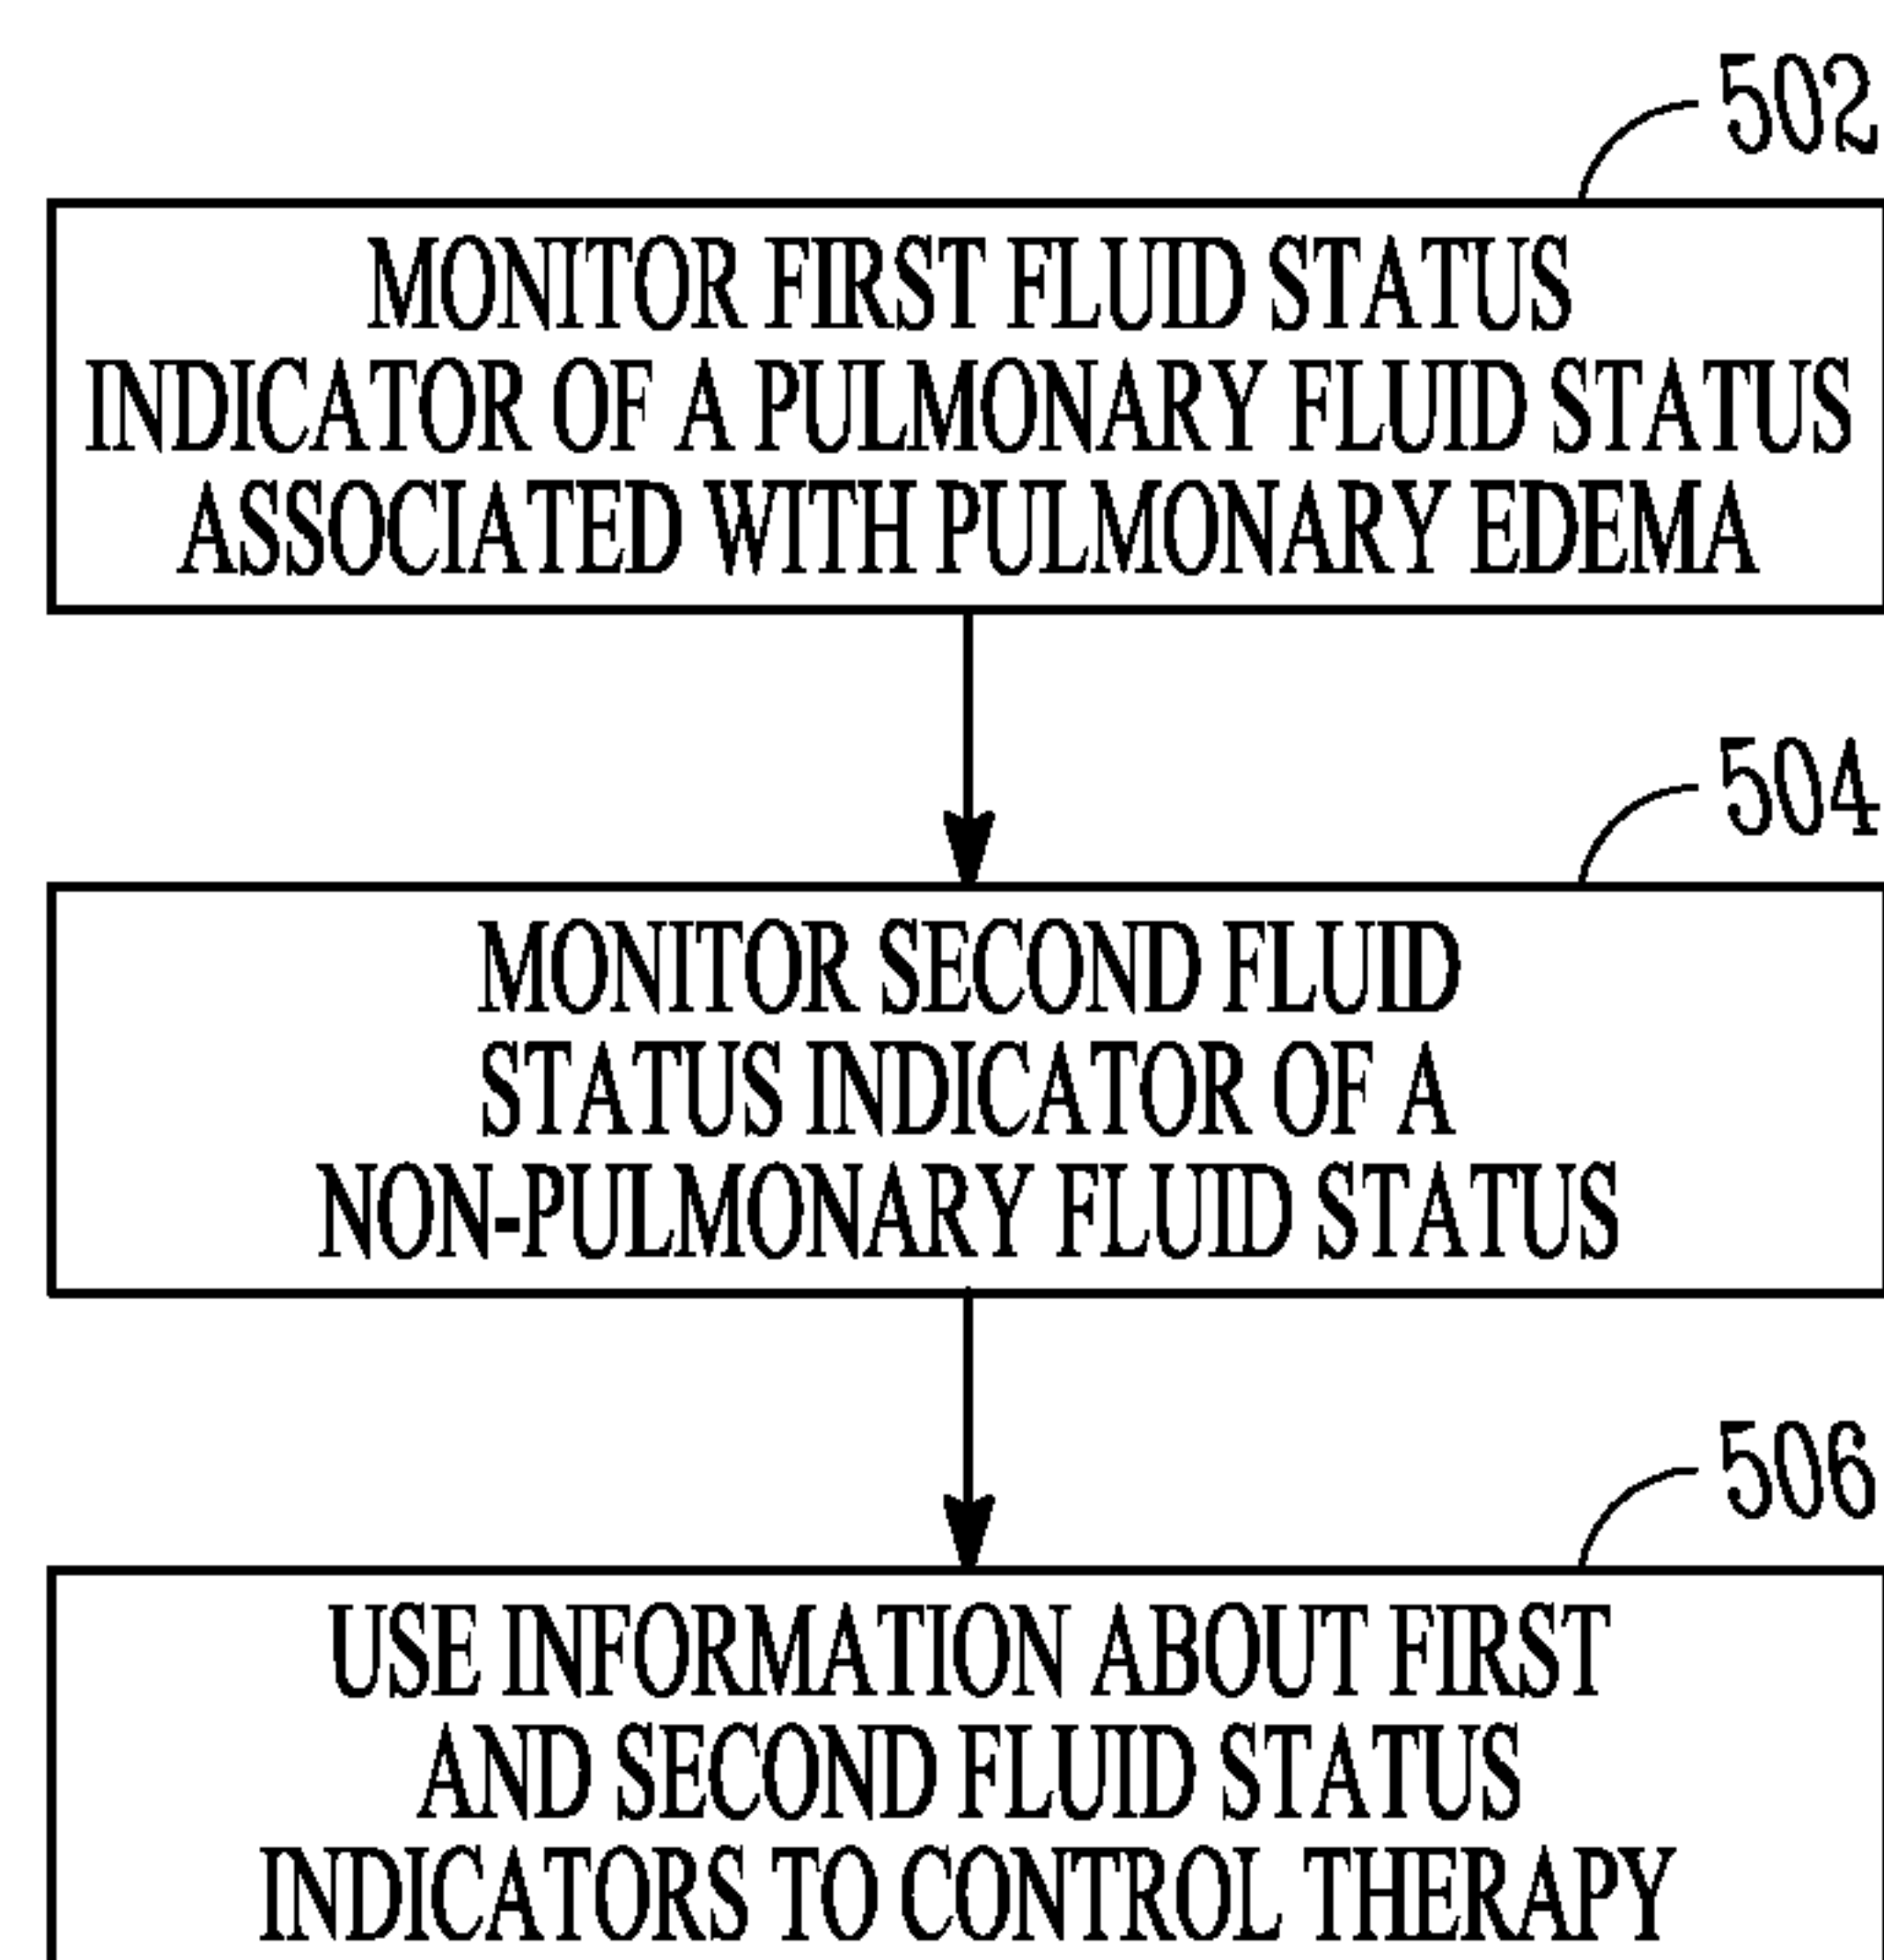 502
MONITOR FIRST FLUID STATUS
INDICATOR OF A PULMONARY FLUID STATUS
ASSOCIATED WITH PULMONARY EDEMA
504
MONITOR SECOND FLUID
STATUS INDICATOR OF A
NON-PULMONARY FLUID STATUS
506
USE INFORMATION ABOUT FIRST
AND SECOND FLUID STATUS
INDICATORS TO CONTROL THERAPY